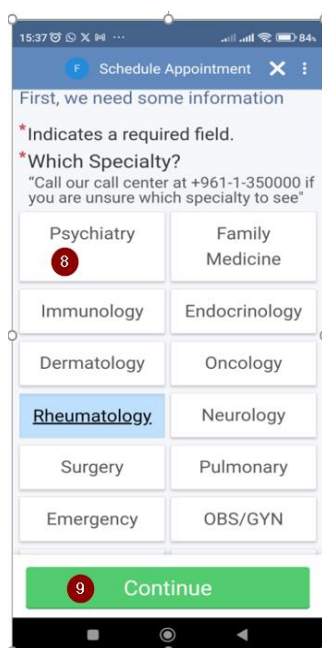 15:37 X ... 84%
F Schedule Appointment X
First, we need some information
*Indicates a required field.
*Which Specialty?
"Call our call center at +961-1-350000 if
you are unsure which specialty to see"
Psychiatry
8
Family
Medicine
Immunology
Endocrinology
Dermatology
Oncology
Rheumatology
Neurology
Surgery
Pulmonary
Emergency
OBS/GYN
9 Continue